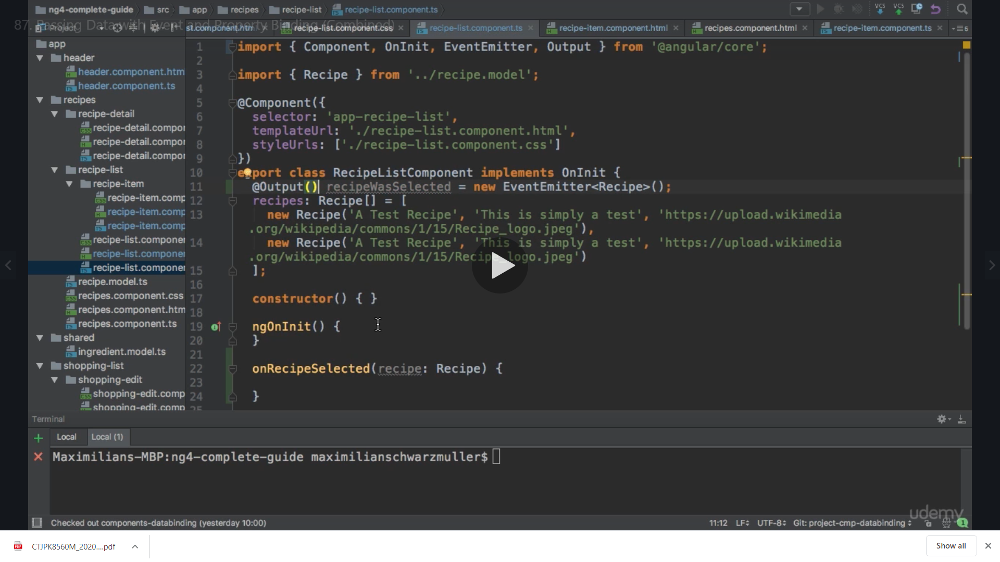 ng4-complete-guide src app recipes recipe-list recipe-list.component.ts
87. Passing Data with Event and Property Binding (Combined)
Project
st.component.htm recipe-list.component.css recipe-list.component.ts recipe-item.component.html recipes.component.html recipe-item.component.ts 5
app
header
header.component.htm
header.component.ts
recipes
recipe-detail
recipe-detail.compor
recipe-detail.compor
recipe-detail.compor
recipe-list
recipe-item
recipe-item.comp
recipe-item.comp
recipe-item.comp
recipe-list.componer
recipe-list.componer
recipe-list.componer
recipe.model.ts
recipes.component.css
recipes.component.htm
recipes.component.ts
shared
ingredient.model.ts
shopping-list
shopping-edit
shopping-edit.comp
shopping-edit.comp
1 import { Component, OnInit, EventEmitter, Output } from '@angular/core';
2
3 import { Recipe } from '../recipe.model';
4
5 @Component({
6 selector: 'app-recipe-list',
7 templateUrl: './recipe-list.component.html',
8 styleUrls: ['./recipe-list.component.css']
9 })
10 export class RecipeListComponent implements OnInit {
11 @Output() recipeWasSelected = new EventEmitter<Recipe>();
12 recipes: Recipe[] = [
13 new Recipe('A Test Recipe', 'This is simply a test', 'https://upload.wikimedia
.org/wikipedia/commons/1/15/Recipe_logo.jpeg'),
14 new Recipe('A Test Recipe', 'This is simply a test', 'https://upload.wikimedia
.org/wikipedia/commons/1/15/Recipe_logo.jpeg')
15 ];
16
17 constructor() { }
18
19 ngOnInit() {
20 }
21
22 onRecipeSelected(recipe: Recipe) {
23
24 }
25
Terminal
Local Local (1)
Maximilians-MBP:ng4-complete-guide maximilianschwarzmuller$
udemy
Checked out components-databinding (yesterday 10:00) 11:12 LF UTF-8 Git: project-cmp-databinding 1
VCS VCS
CTJPK8560M_2020....pdf Show all
PDF